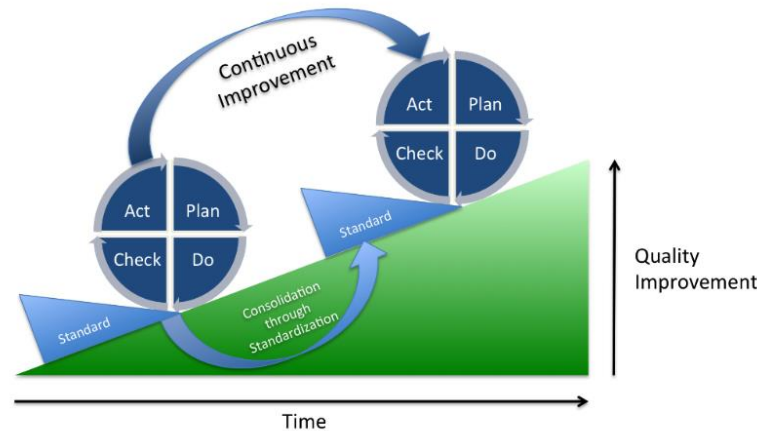 Continuous
Improvement
Act
Plan
Check
Do
Standard
Act
Plan
Check
Do
Standard
Consolidation
through
Standardization
Quality
Improvement
Time